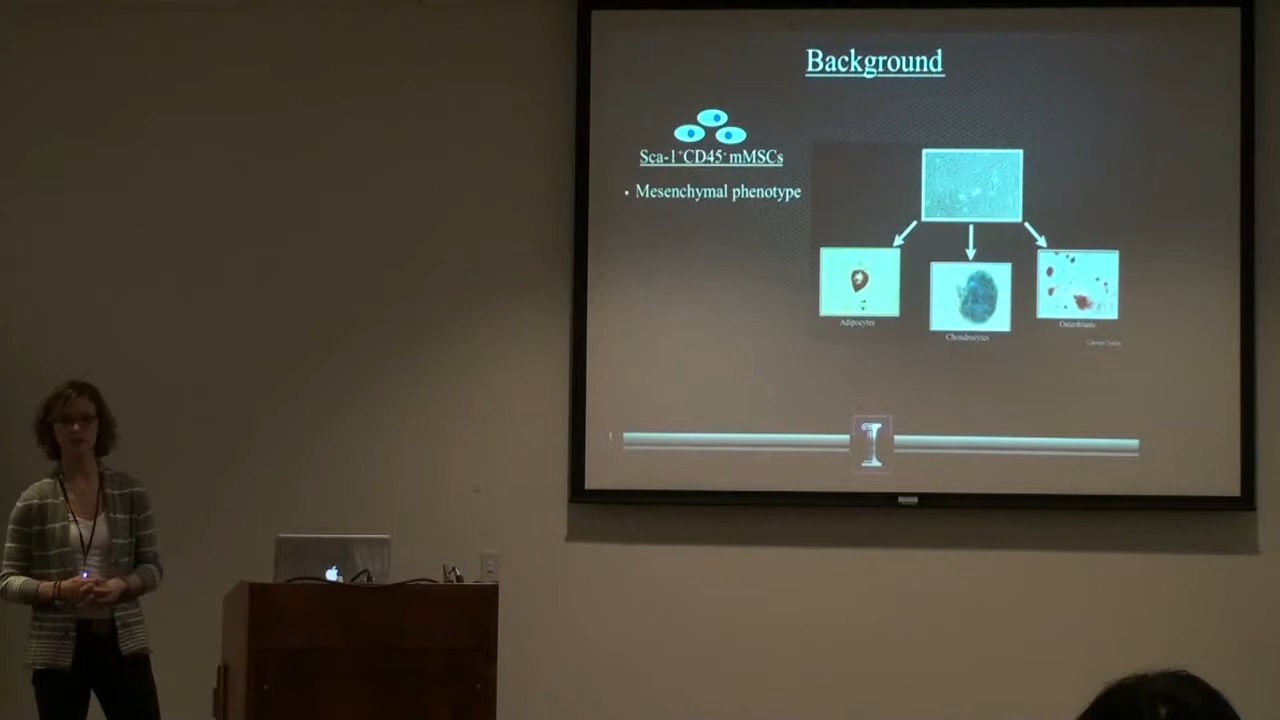 Background
Sca-1⁺CD45⁻ mMSCs
• Mesenchymal phenotype
Adipocytes
Chondrocytes
Osteoblasts
I